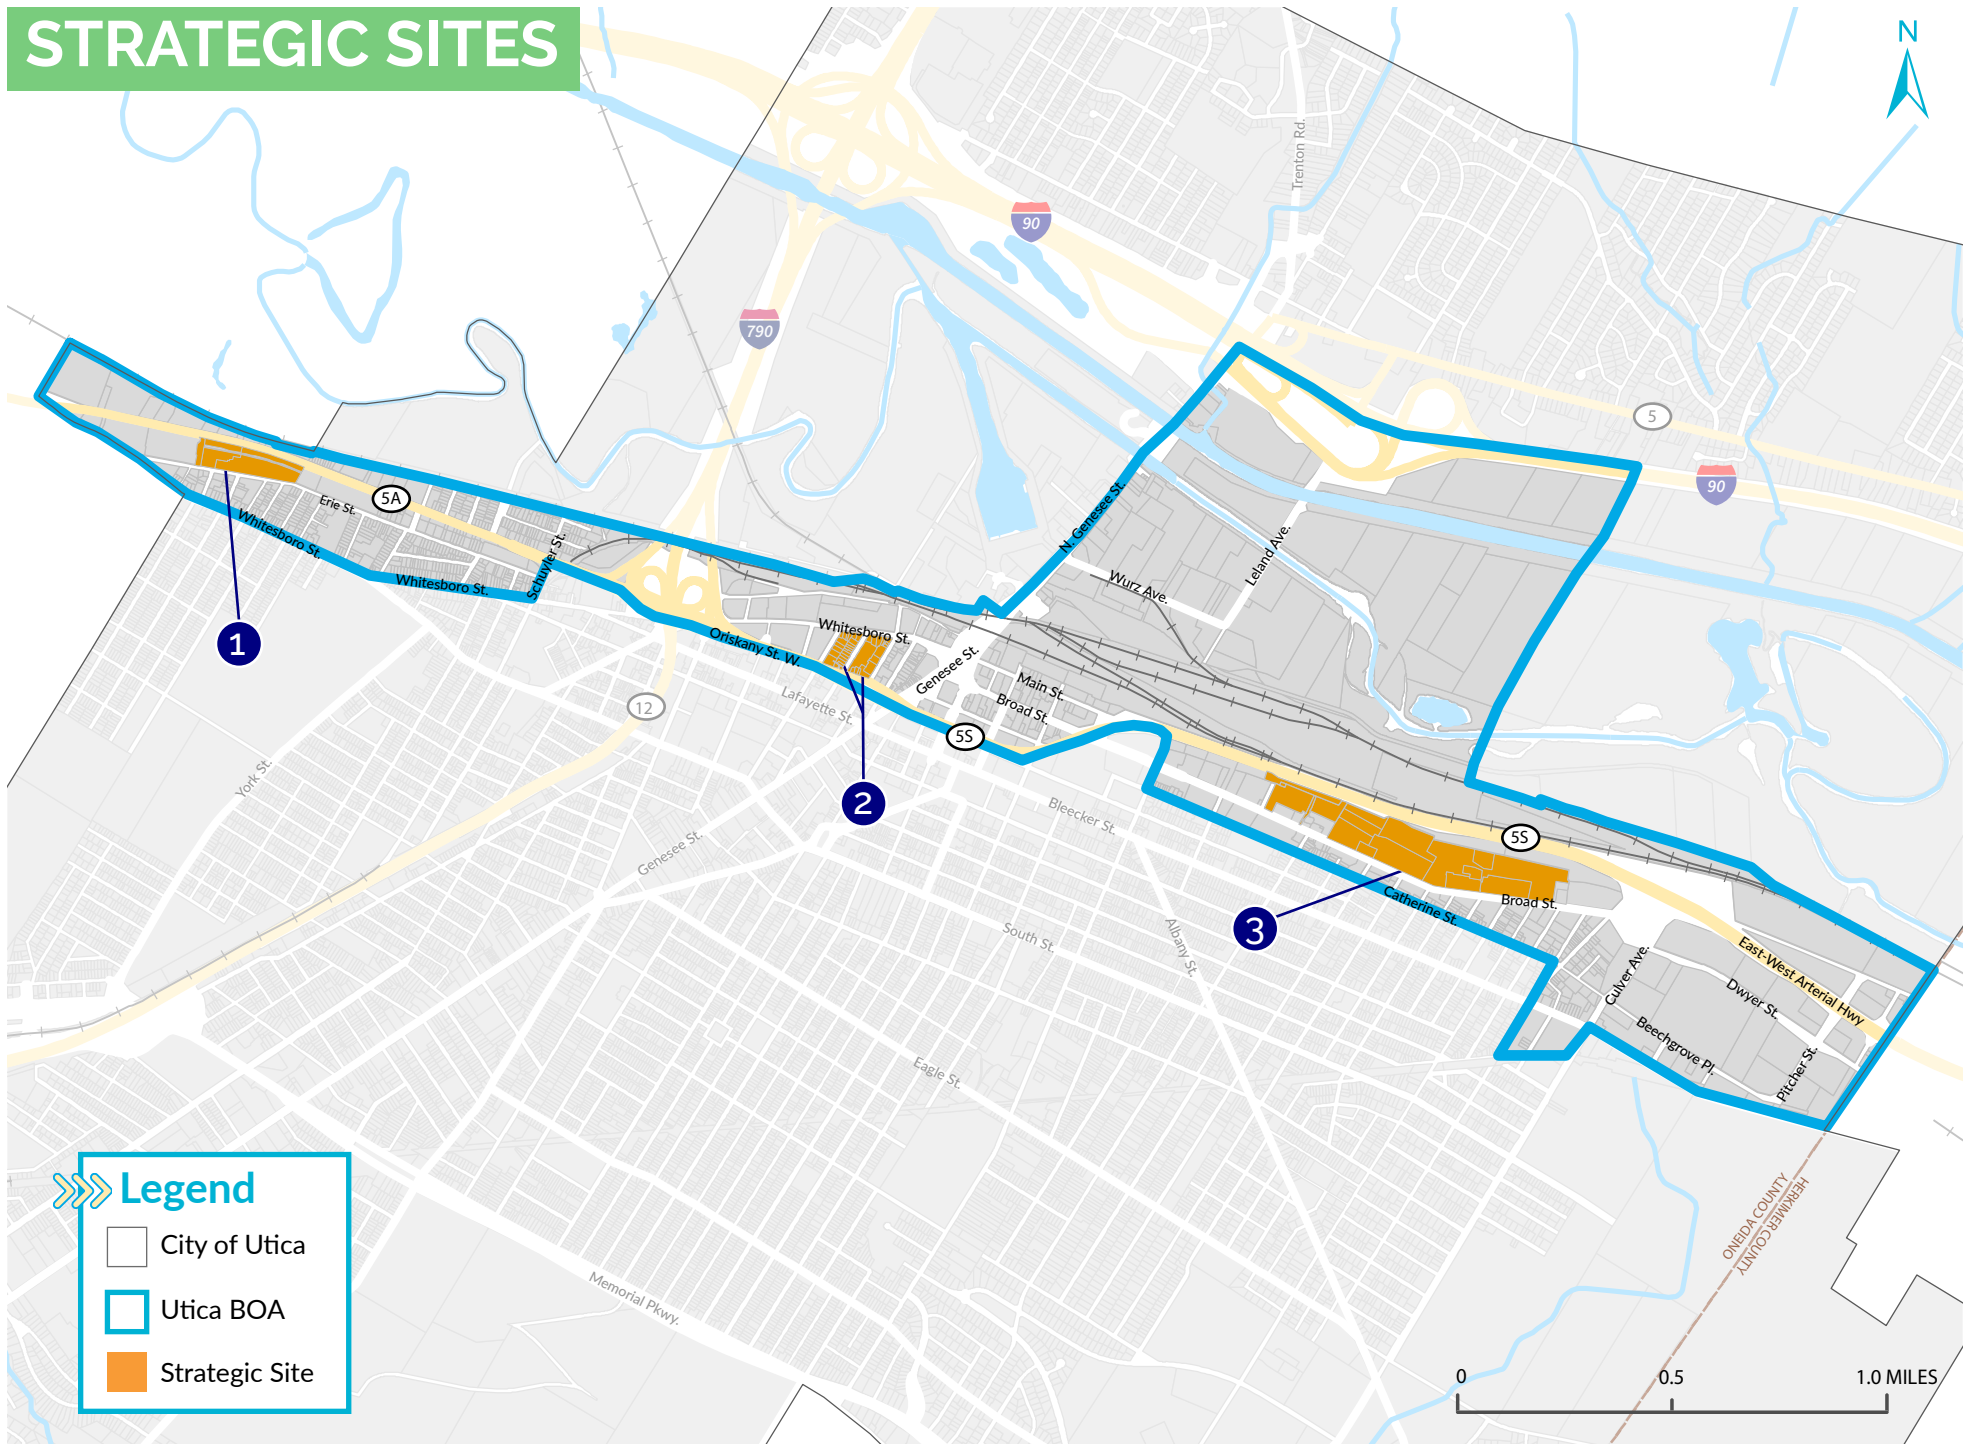 STRATEGIC SITES
N
Trenton Rd.
90
790
5
90
N. Genesee St.
5A
Erie St.
Whitesboro St.
Whitesboro St.
Schuyler St.
Leland Ave.
Wurz Ave.
1
Whitesboro St.
Oriskany St. W.
Genesee St.
Main St.
Broad St.
Lafayette St.
12
5S
York St.
2
Bleecker St.
Genesee St.
5S
Catherine St.
Broad St.
3
Albany St.
South St.
Culver Ave.
East-West Arterial Hwy
Dwyer St.
Beechgrove Pl.
Pitcher St.
Eagle St.
Memorial Pkwy.
ONEIDA COUNTY
HERKIMER COUNTY
Legend
City of Utica
Utica BOA
Strategic Site
0 0.5 1.0 MILES